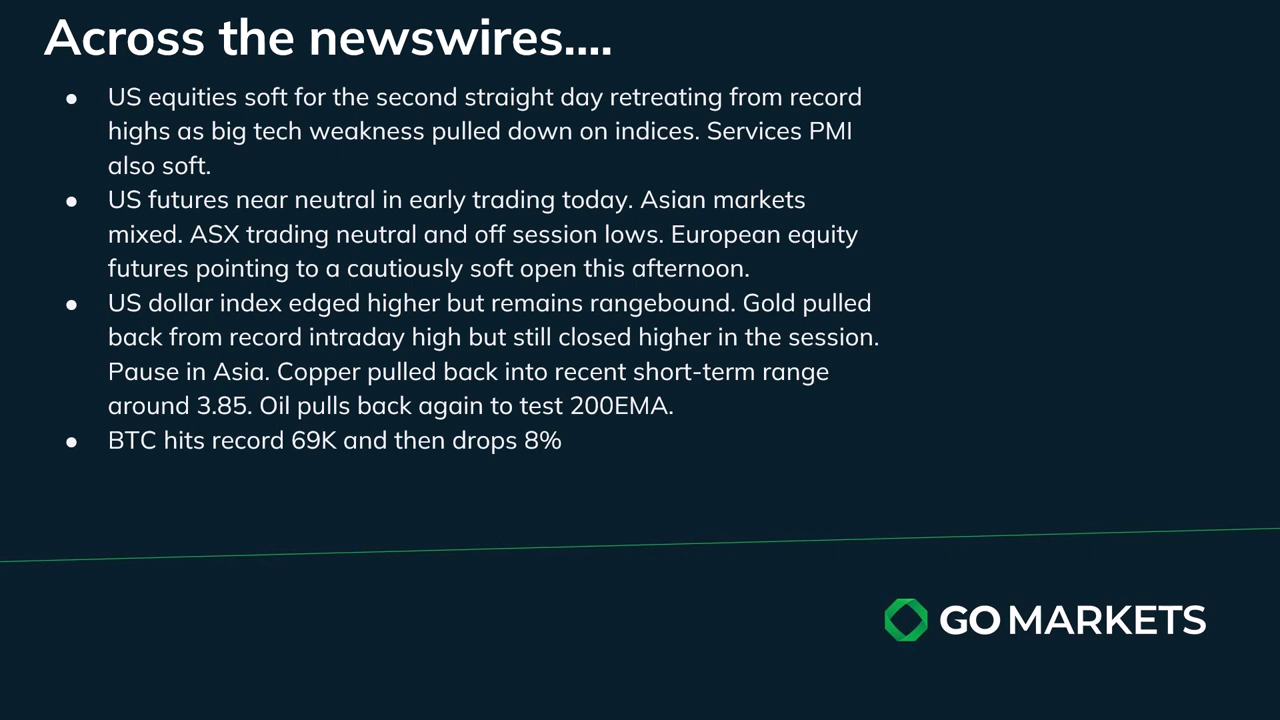 Across the newswires....
● US equities soft for the second straight day retreating from record
highs as big tech weakness pulled down on indices. Services PMI
also soft.
● US futures near neutral in early trading today. Asian markets
mixed. ASX trading neutral and off session lows. European equity
futures pointing to a cautiously soft open this afternoon.
● US dollar index edged higher but remains rangebound. Gold pulled
back from record intraday high but still closed higher in the session.
Pause in Asia. Copper pulled back into recent short-term range
around 3.85. Oil pulls back again to test 200EMA.
● BTC hits record 69K and then drops 8%
GO MARKETS